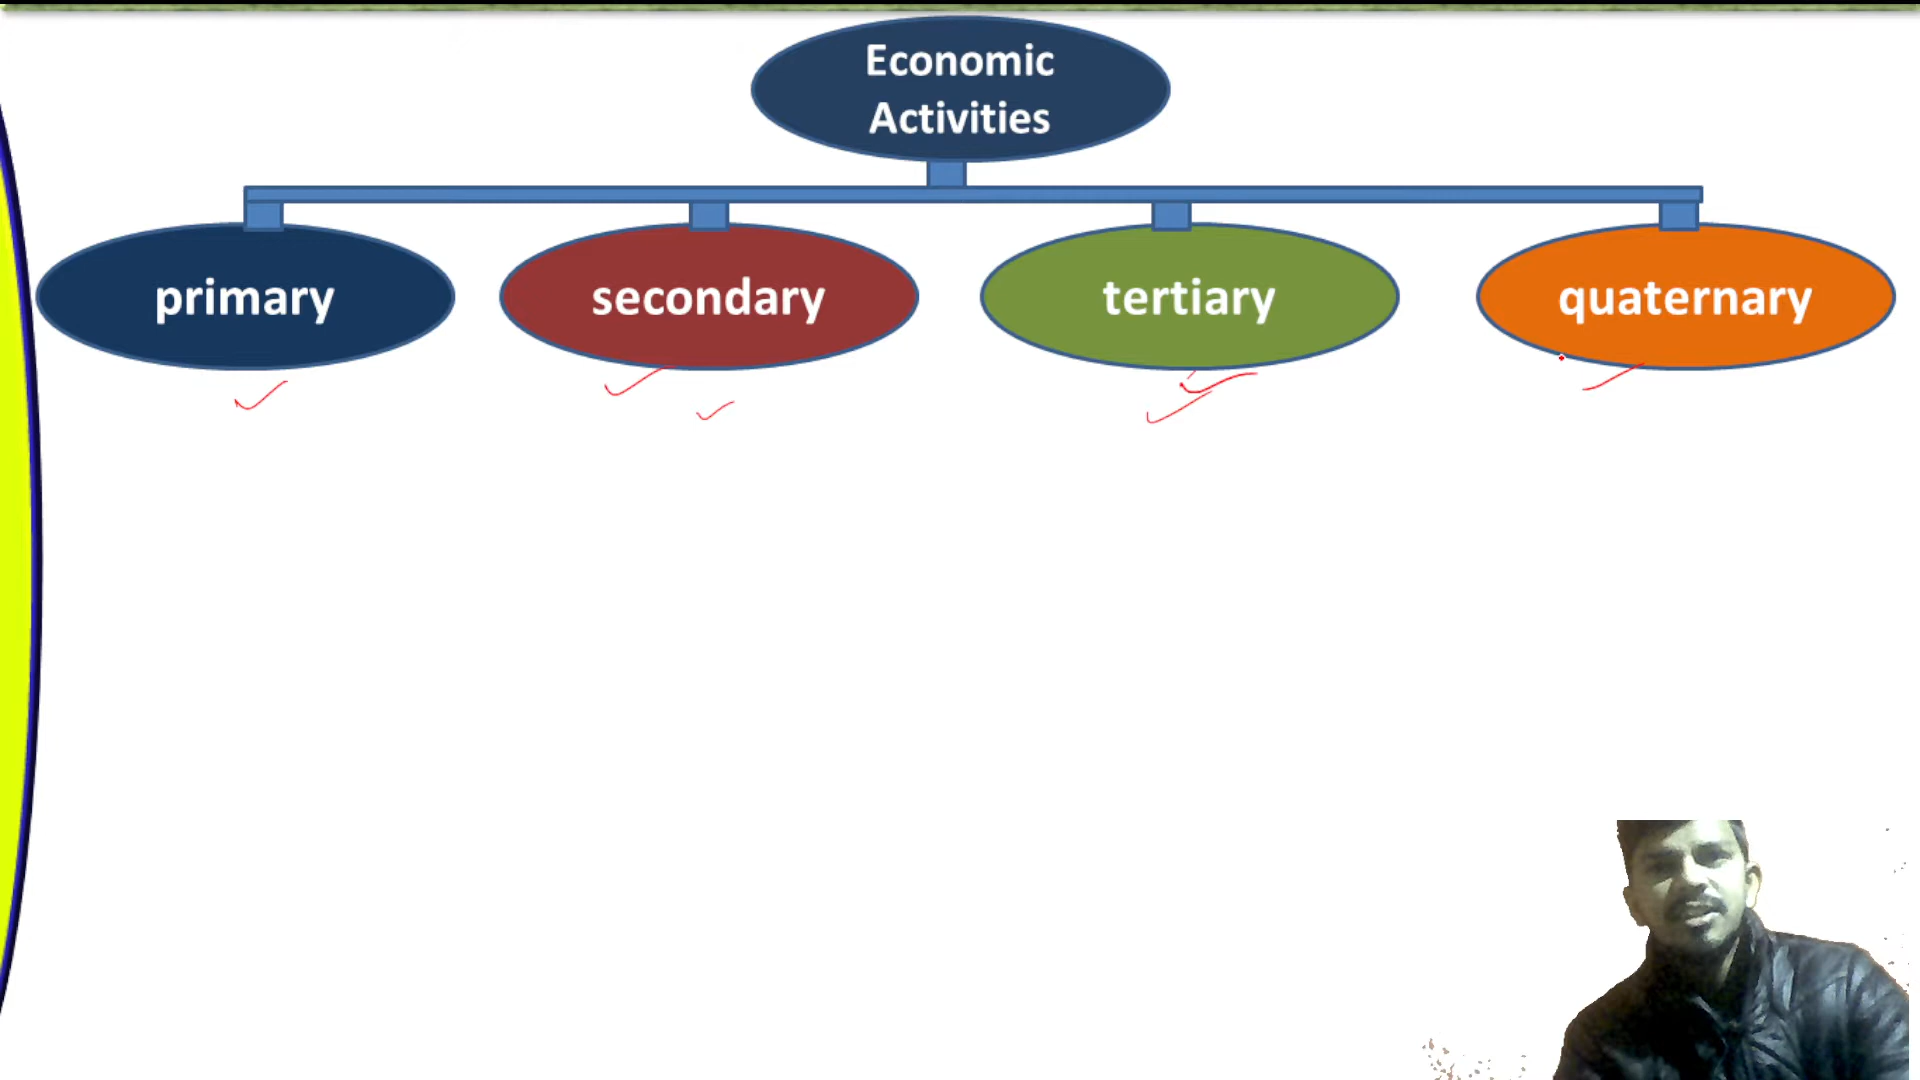 Economic
Activities
primary
secondary
tertiary
quaternary